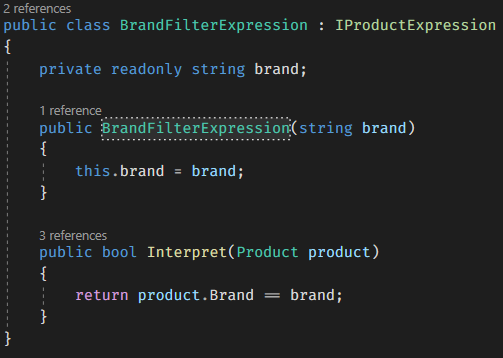 2 references
public class BrandFilterExpression : IProductExpression
{
private readonly string brand;
1 reference
public BrandFilterExpression(string brand)
{
this.brand = brand;
}
3 references
public bool Interpret(Product product)
{
return product.Brand == brand;
}
}